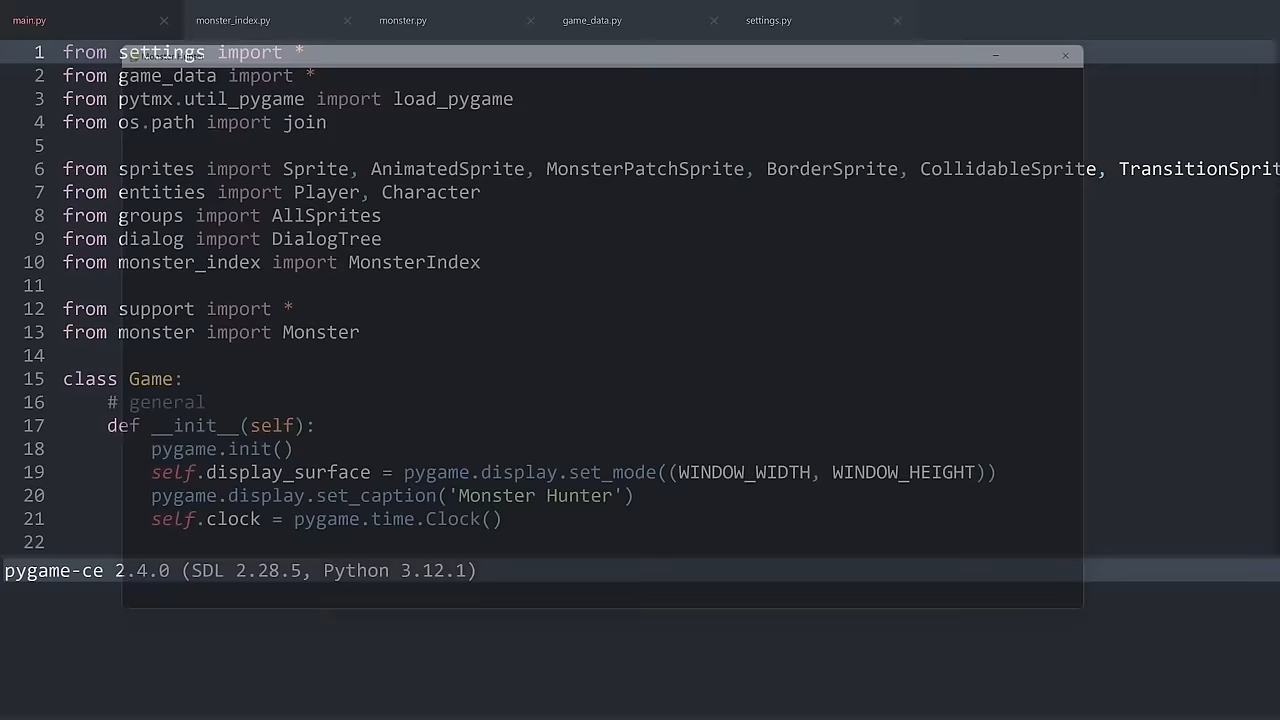 main.py
monster_index.py
monster.py
game_data.py
settings.py
1 from settings import *
2 from game_data import *
3 from pytmx.util_pygame import load_pygame
4 from os.path import join
5
6 from sprites import Sprite, AnimatedSprite, MonsterPatchSprite, BorderSprite, CollidableSprite, TransitionSprit
7 from entities import Player, Character
8 from groups import AllSprites
9 from dialog import DialogTree
10 from monster_index import MonsterIndex
11
12 from support import *
13 from monster import Monster
14
15 class Game:
16 # general
17 def __init__(self):
18 pygame.init()
19 self.display_surface = pygame.display.set_mode((WINDOW_WIDTH, WINDOW_HEIGHT))
20 pygame.display.set_caption('Monster Hunter')
21 self.clock = pygame.time.Clock()
22
pygame-ce 2.4.0 (SDL 2.28.5, Python 3.12.1)